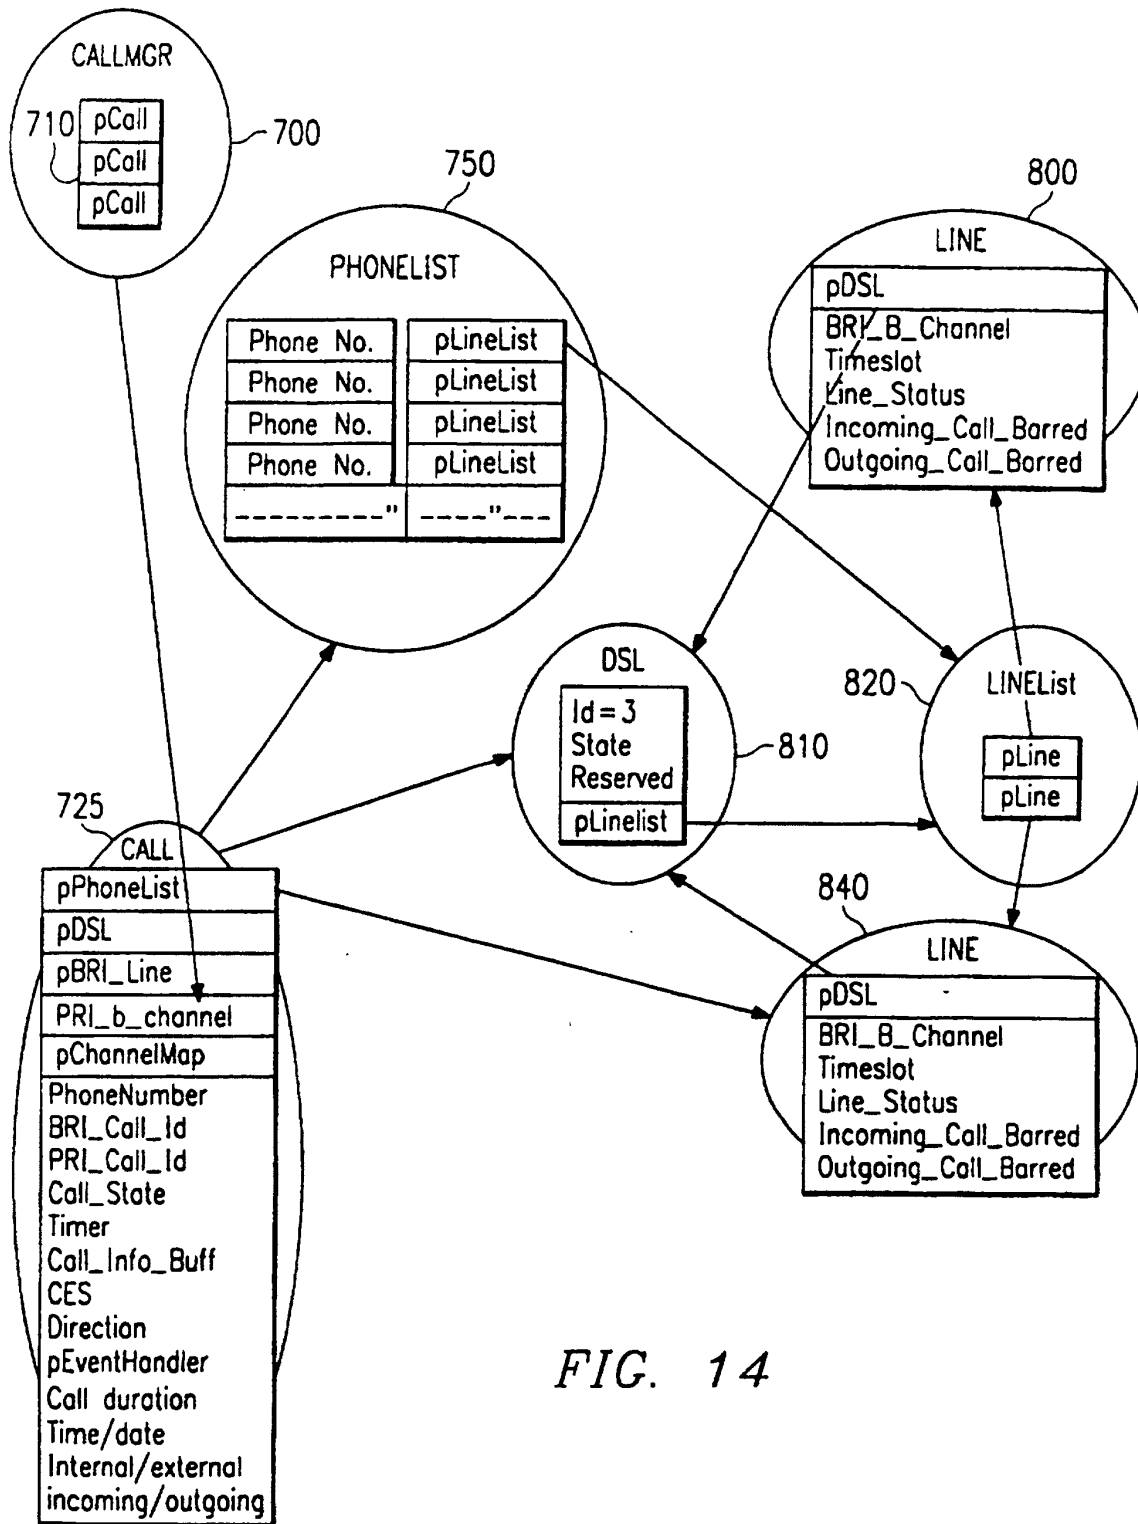 CALLMGR
710
pCall
pCall
pCall
700
750
PHONELIST
Phone No. pLineList
Phone No. pLineList
Phone No. pLineList
Phone No. pLineList
---------" ----"---
800
LINE
pDSL
BRI_B_Channel
Timeslot
Line_Status
Incoming_Call_Barred
Outgoing_Call_Barred
DSL
Id=3
State
Reserved
pLinelist
810
820
LINEList
pLine
pLine
725
CALL
pPhoneList
pDSL
pBRI_Line
PRI_b_channel
pChannelMap
PhoneNumber
BRI_Call_Id
PRI_Call_Id
Call_State
Timer
Call_Info_Buff
CES
Direction
pEventHandler
Call duration
Time/date
Internal/external
incoming/outgoing
840
LINE
pDSL
BRI_B_Channel
Timeslot
Line_Status
Incoming_Call_Barred
Outgoing_Call_Barred
FIG. 14